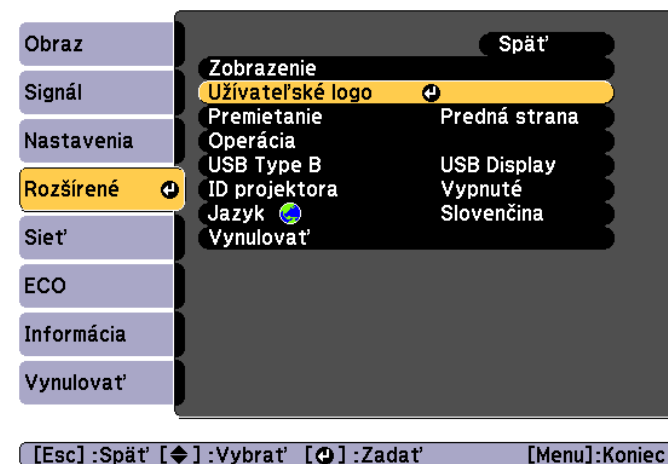 Obraz
Signál
Nastavenia
Rozšírené
Sieť
ECO
Informácia
Vynulovať
Späť
Zobrazenie
Užívateľské logo
Premietanie Predná strana
Operácia
USB Type B USB Display
ID projektora Vypnuté
Jazyk Slovenčina
Vynulovať
[Esc] :Späť [◆] :Vybrať [⏎] :Zadať [Menu]:Koniec